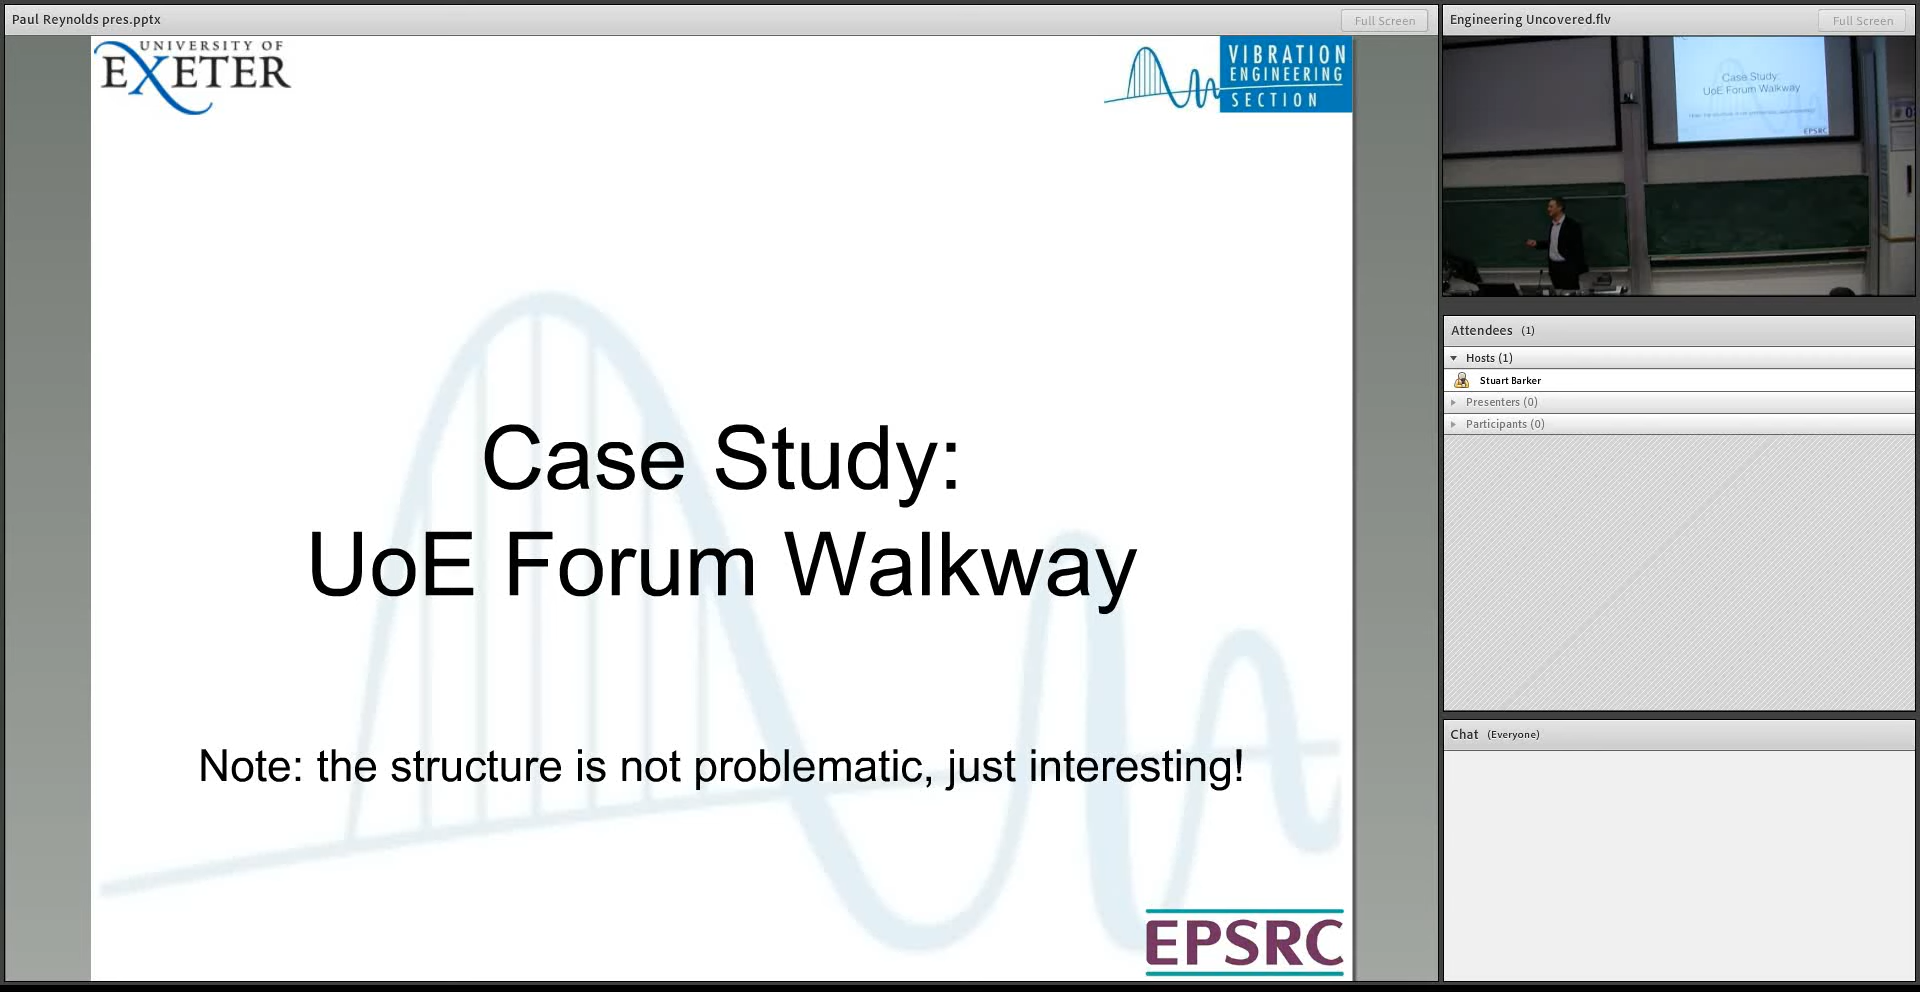 Paul Reynolds pres.pptx
Full Screen
UNIVERSITY OF
EXETER
VIBRATION
ENGINEERING
SECTION
Case Study:
UoE Forum Walkway
Note: the structure is not problematic, just interesting!
EPSRC
Engineering Uncovered.flv
Full Screen
Case Study:
UoE Forum Walkway
EPSRC
Attendees (1)
Hosts (1)
Stuart Barker
Presenters (0)
Participants (0)
Chat (Everyone)